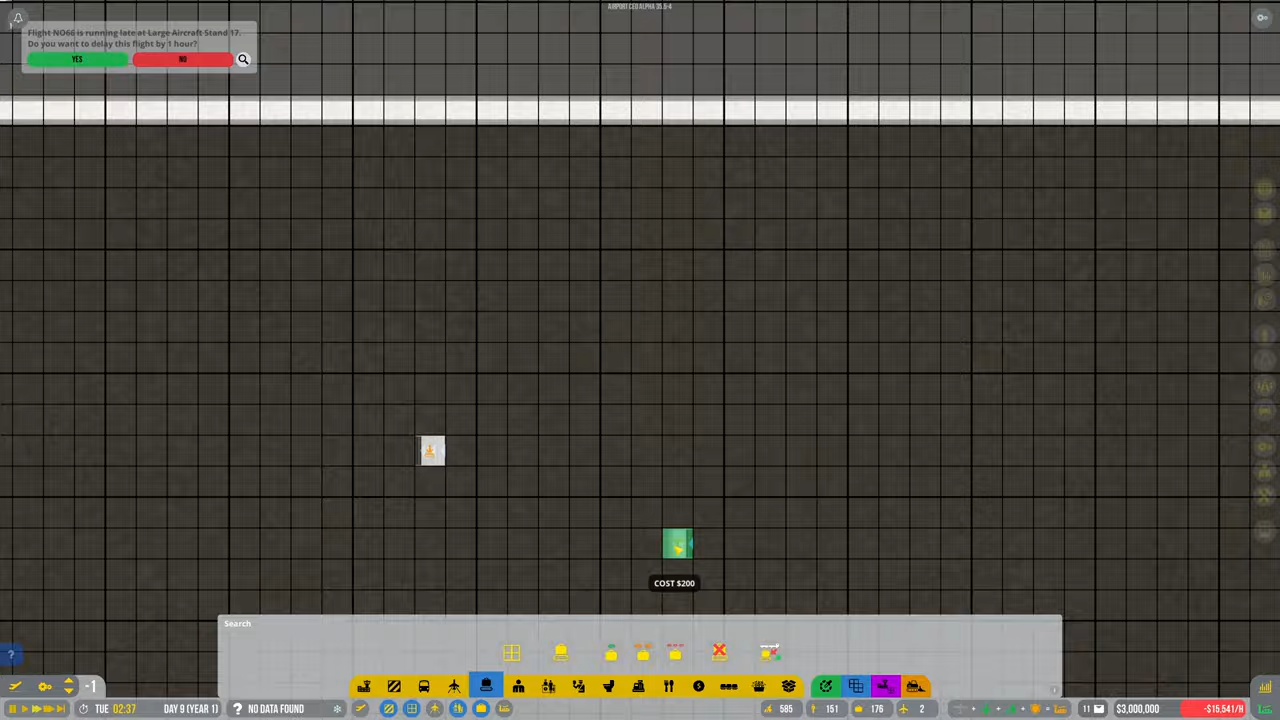 AIRPORT CEO ALPHA 35.5-4
Flight NO66 is running late at Large Aircraft Stand 17.
Do you want to delay this flight by 1 hour?
YES
NO
COST $200
Search
?
-1
TUE 02:37
DAY 9 (YEAR 1)
? NO DATA FOUND
585
151
176
2
11
$3,000,000
-$15,541/H